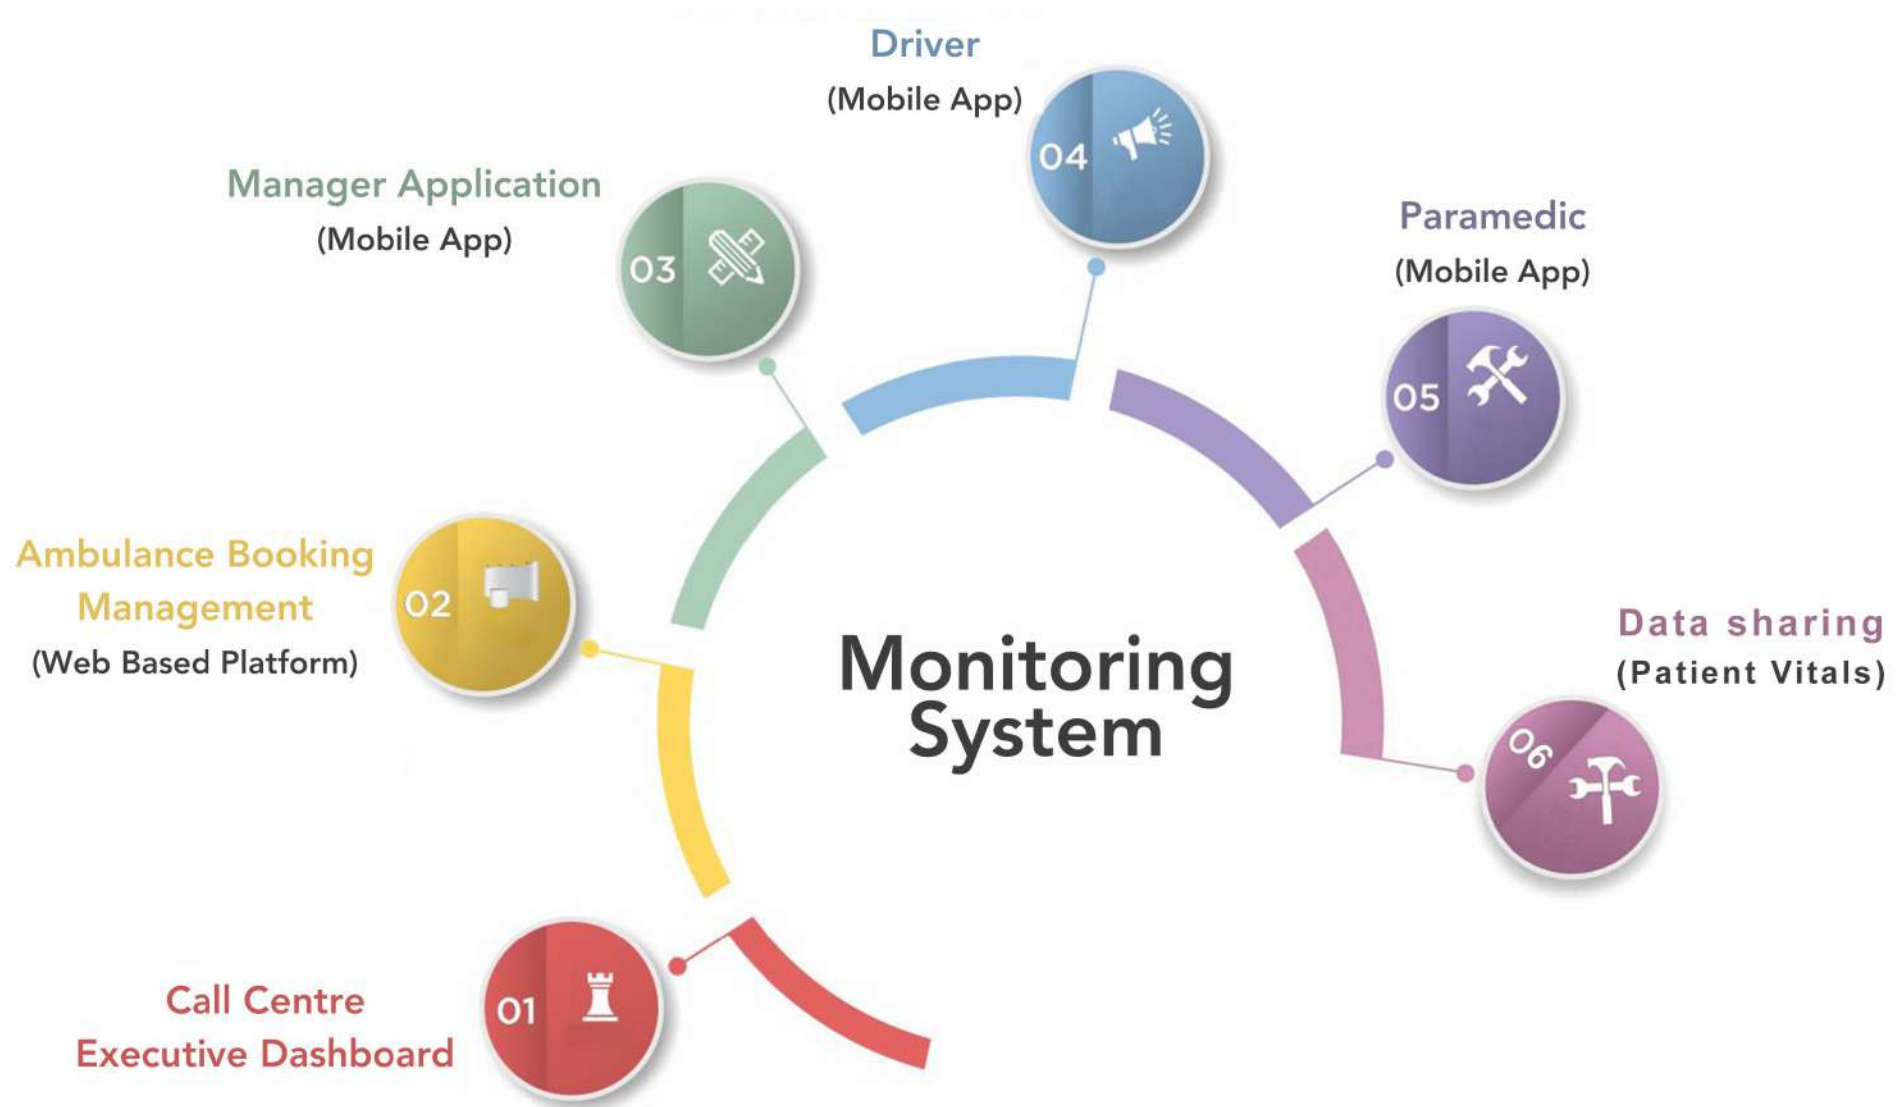 Driver
(Mobile App)
04
Manager Application
(Mobile App)
03
Paramedic
(Mobile App)
05
Ambulance Booking
Management
(Web Based Platform)
02
Monitoring
System
Data sharing
(Patient Vitals)
06
Call Centre
Executive Dashboard
01